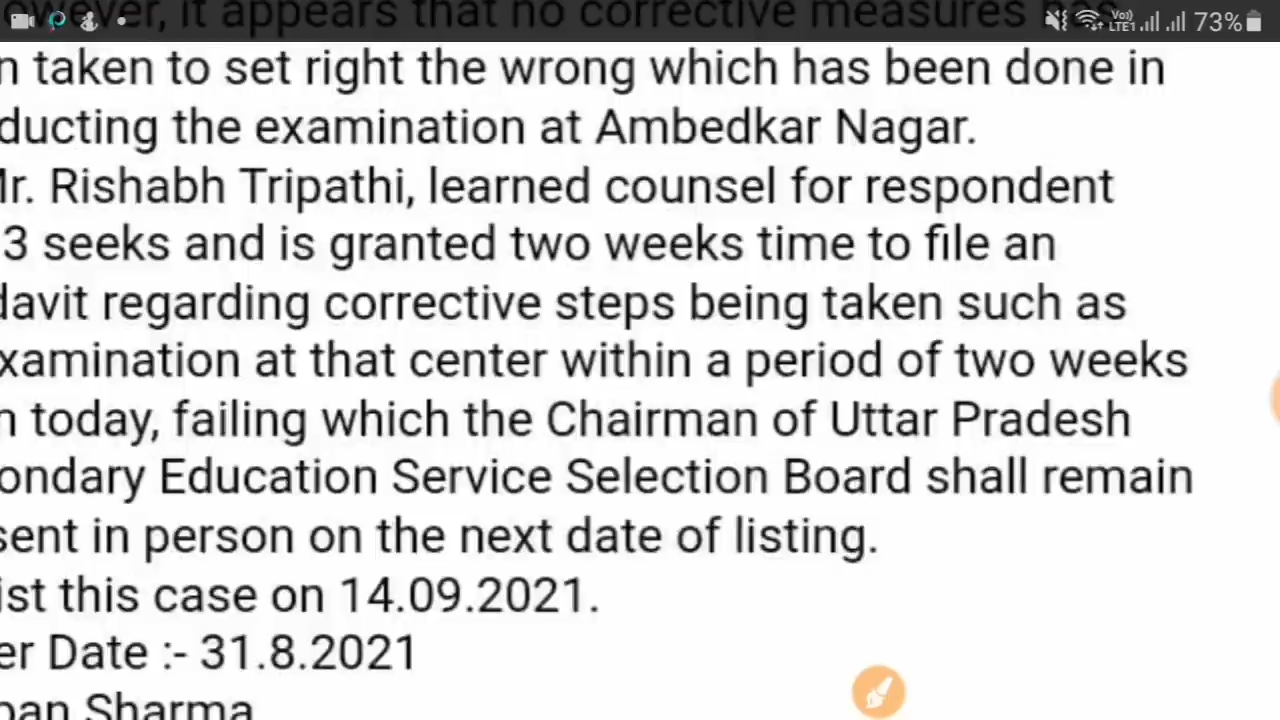 Vo)
LTE1 73%
it appears that no corrective measures
taken to set right the wrong which has been done in
ducting the examination at Ambedkar Nagar.
Mr. Rishabh Tripathi, learned counsel for respondent
3 seeks and is granted two weeks time to file an
davit regarding corrective steps being taken such as
xamination at that center within a period of two weeks
today, failing which the Chairman of Uttar Pradesh
ondary Education Service Selection Board shall remain
sent in person on the next date of listing.
ist this case on 14.09.2021.
er Date :- 31.8.2021
Sharma